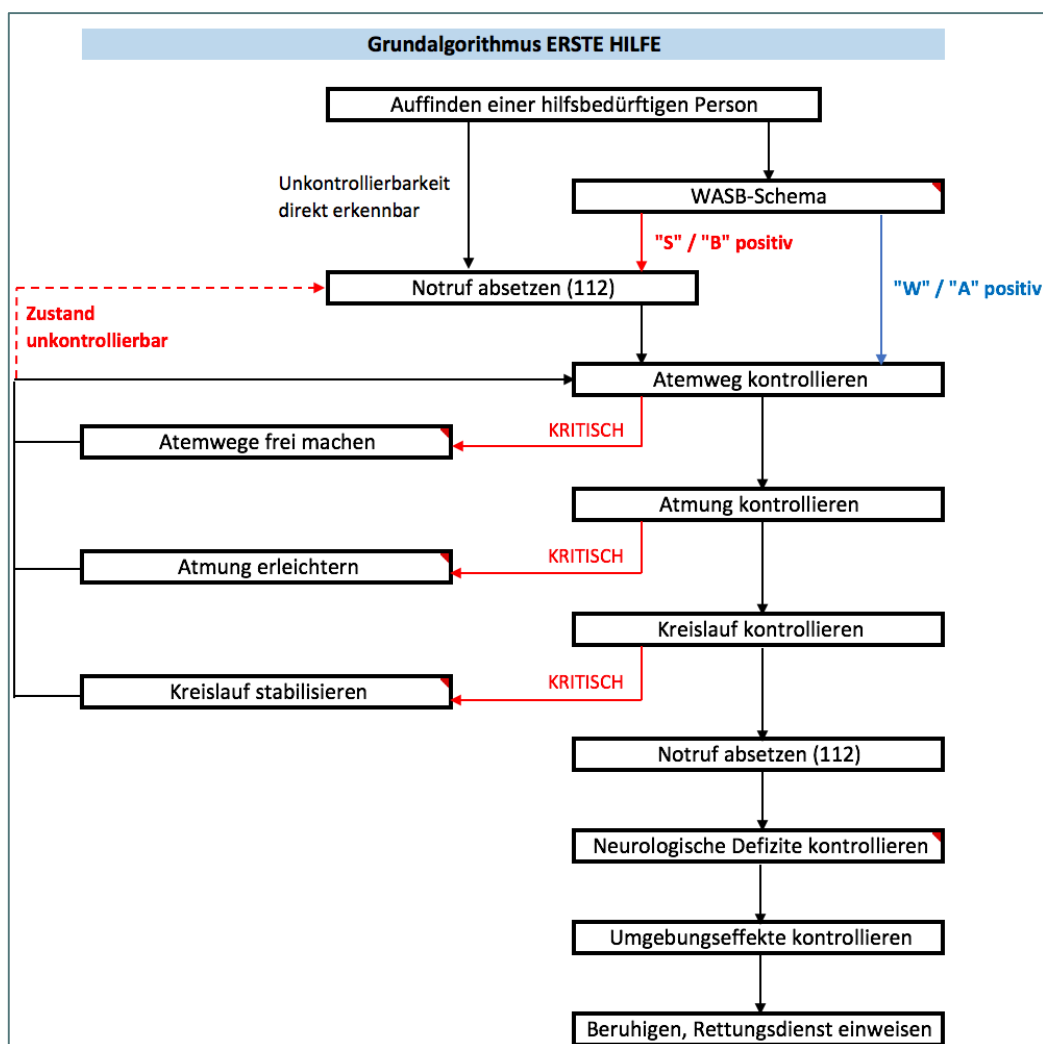 Grundalgorithmus ERSTE HILFE
Auffinden einer hilfsbedürftigen Person
Unkontrollierbarkeit
direkt erkennbar
WASB-Schema
"S" / "B" positiv
"W" / "A" positiv
Notruf absetzen (112)
Zustand
unkontrollierbar
Atemweg kontrollieren
KRITISCH
Atemwege frei machen
Atmung kontrollieren
KRITISCH
Atmung erleichtern
Kreislauf kontrollieren
KRITISCH
Kreislauf stabilisieren
Notruf absetzen (112)
Neurologische Defizite kontrollieren
Umgebungseffekte kontrollieren
Beruhigen, Rettungsdienst einweisen